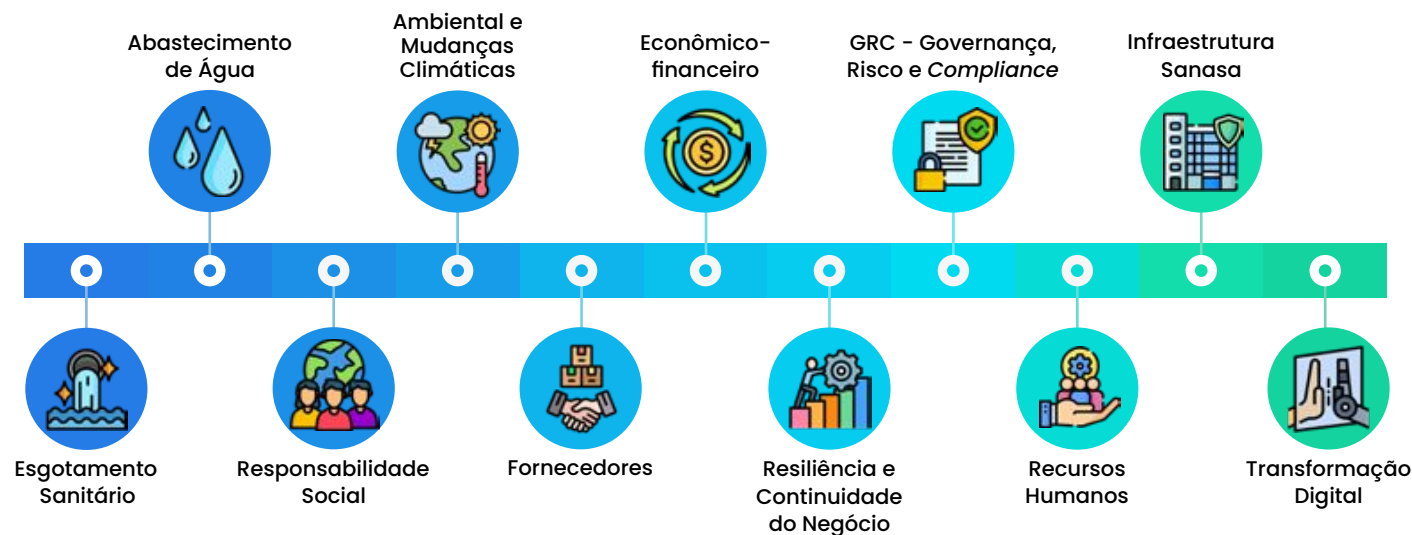 Abastecimento
de Água
Ambiental e
Mudanças
Climáticas
Econômico-
financeiro
GRC - Governança,
Risco e Compliance
Infraestrutura
Sanasa
Esgotamento
Sanitário
Responsabilidade
Social
Fornecedores
Resiliência e
Continuidade
do Negócio
Recursos
Humanos
Transformação
Digital